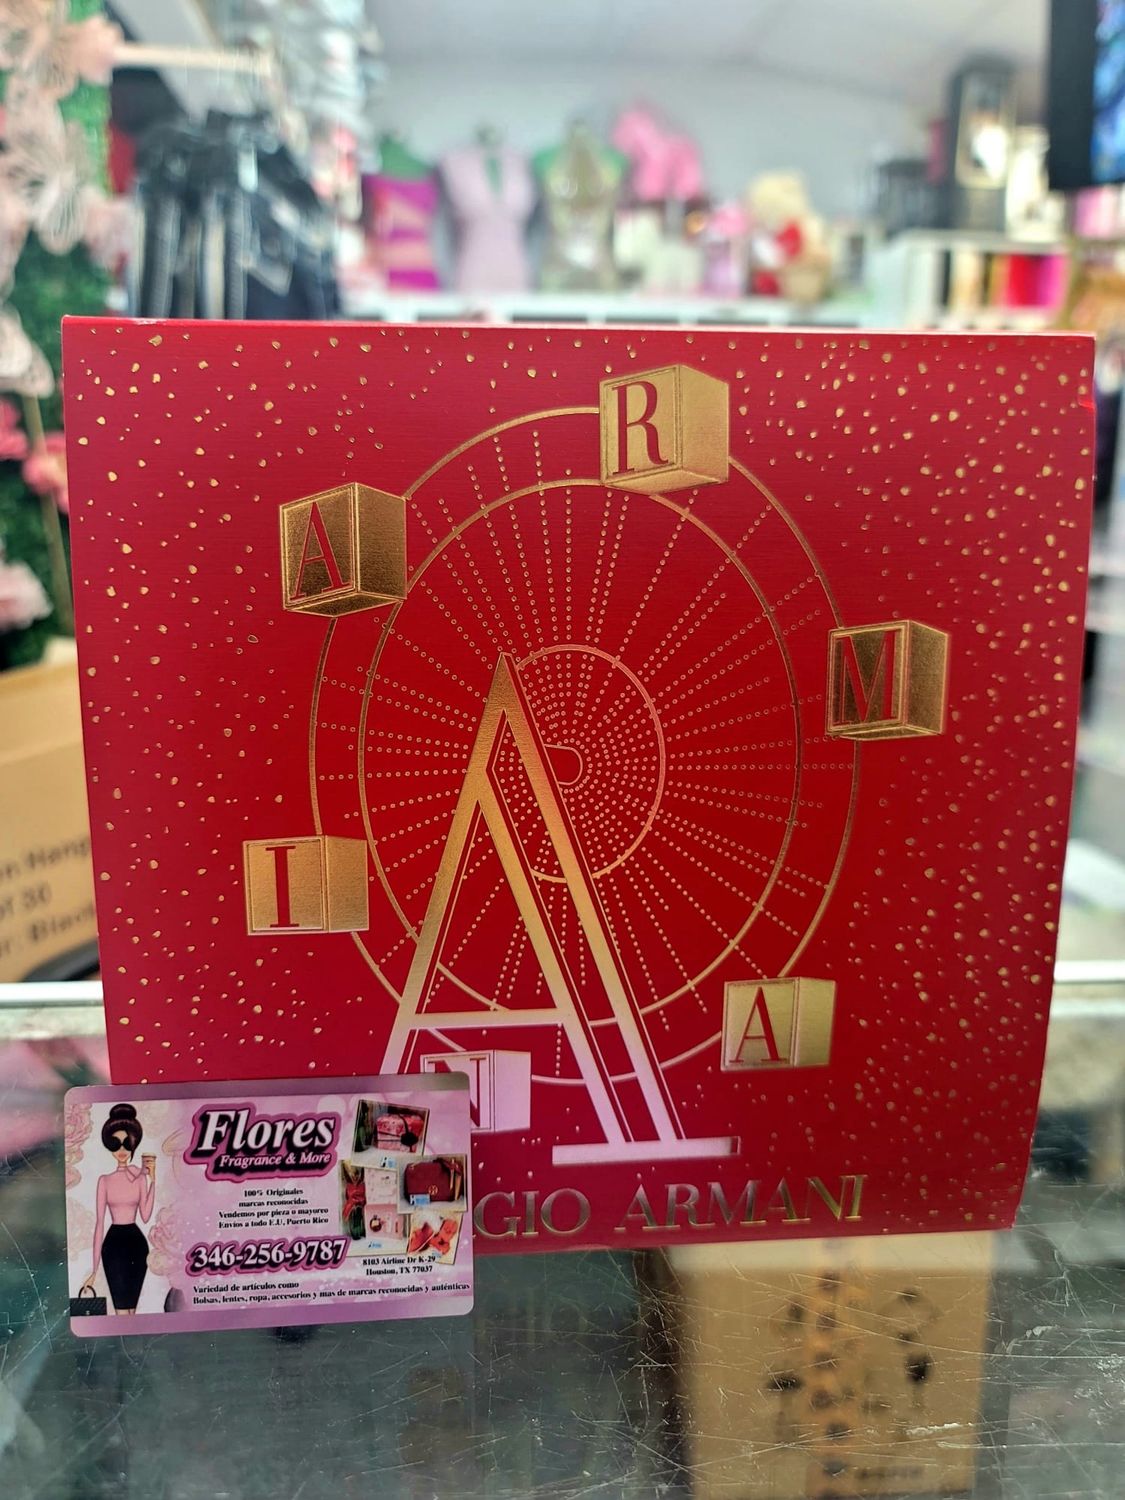 R
A
M
I
A
N
GIO ARMANI
Flores
Fragrance & More
100% Originales
marcas reconocidas
Vendemos por pieza o mayoreo
Envios a todo E.U, Puerto Rico
346-256-9787
8103 Airline Dr K-29
Houston, TX 77037
Variedad de artículos como
Bolsas, lentes, ropa, accesorios y mas de marcas reconocidas y auténticas